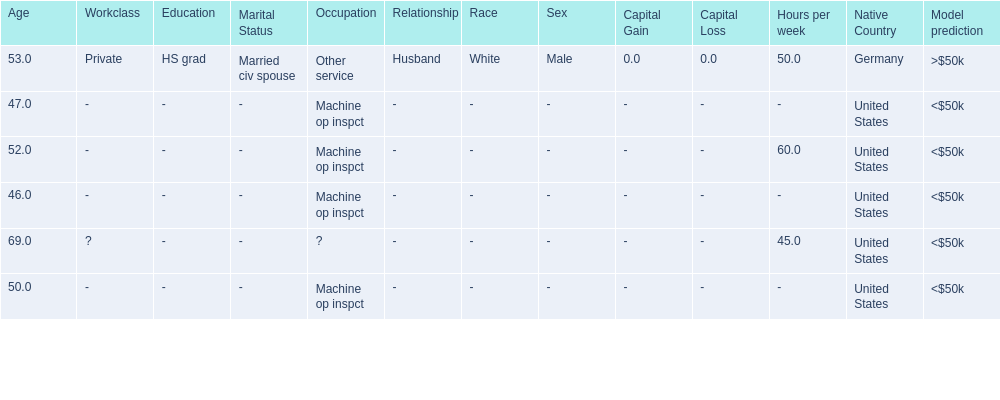 Age Workclass Education Marital Status Occupation Relationship Race Sex Capital Gain Capital Loss Hours per week Native Country Model prediction
53.0 Private HS grad Married civ spouse Other service Husband White Male 0.0 0.0 50.0 Germany >$50k
47.0 - - - Machine op inspct - - - - - - United States <$50k
52.0 - - - Machine op inspct - - - - - 60.0 United States <$50k
46.0 - - - Machine op inspct - - - - - - United States <$50k
69.0 ? - - ? - - - - - 45.0 United States <$50k
50.0 - - - Machine op inspct - - - - - - United States <$50k